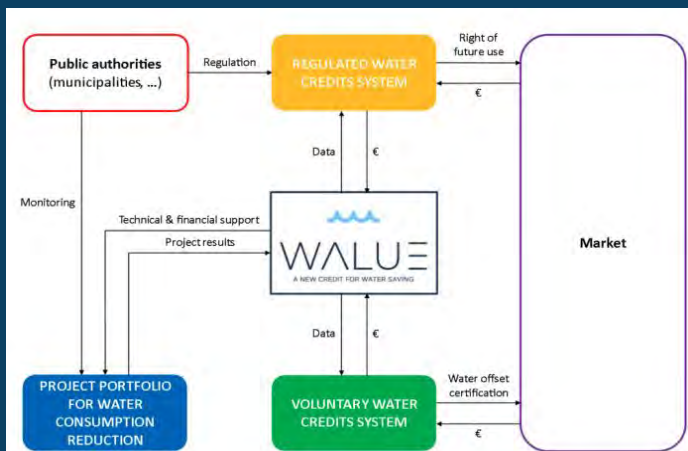 Public authorities
(municipalities, ...)
Regulation
REGULATED WATER
CREDITS SYSTEM
Right of
future use
€
Data
€
Monitoring
Technical & financial support
Project results
WALUE
A NEW CREDIT FOR WATER SAVING
Market
Data
€
PROJECT PORTFOLIO
FOR WATER
CONSUMPTION
REDUCTION
VOLUNTARY WATER
CREDITS SYSTEM
Water offset
certification
€